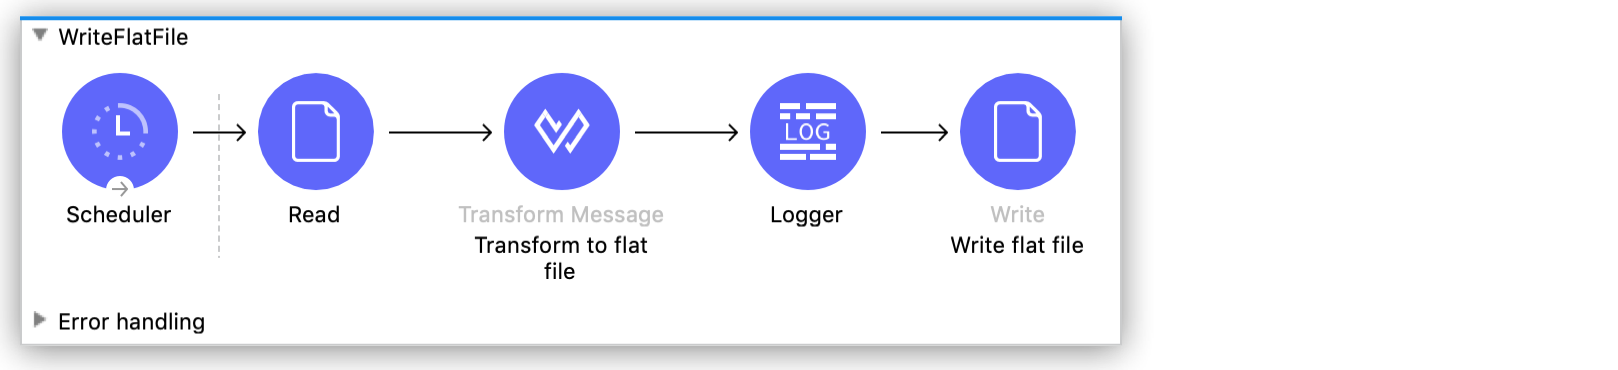 WriteFlatFile
LOG
Scheduler
Read
Transform Message
Transform to flat
file
Logger
Write
Write flat file
Error handling